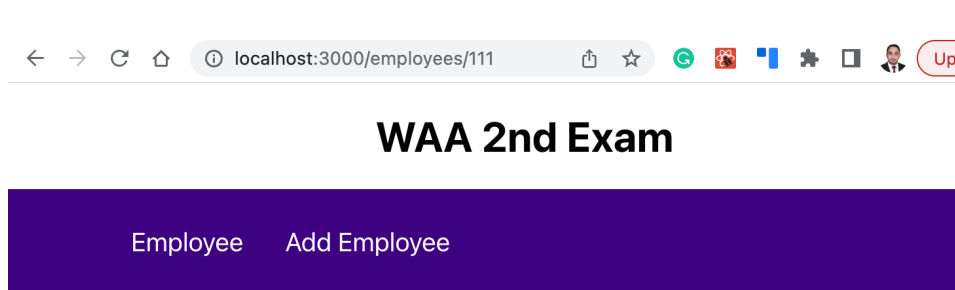 localhost:3000/employees/111
Up
WAA 2nd Exam
Employee Add Employee